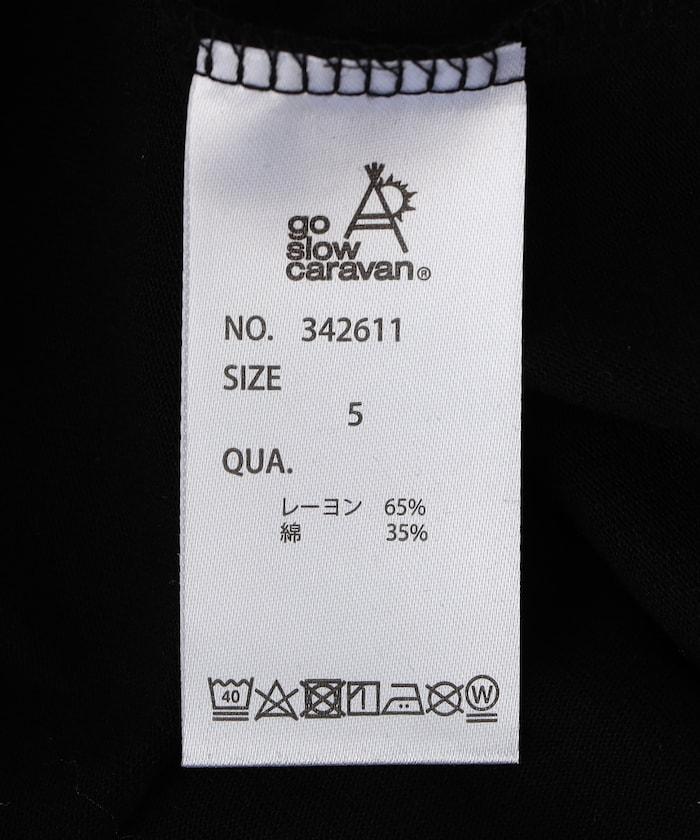 go
slow
caravan®
NO. 342611
SIZE
5
QUA.
レーヨン 65%
綿 35%
40 W